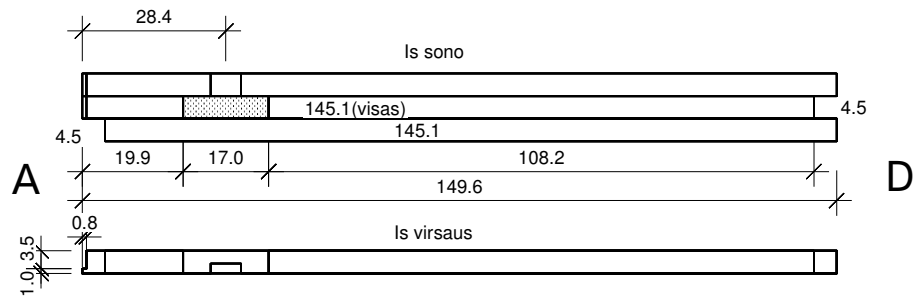 28.4
Is sono
145.1(visas)
4.5
4.5
145.1
19.9
17.0
108.2
A
D
149.6
0.8
Is virsaus
3.5
1.0